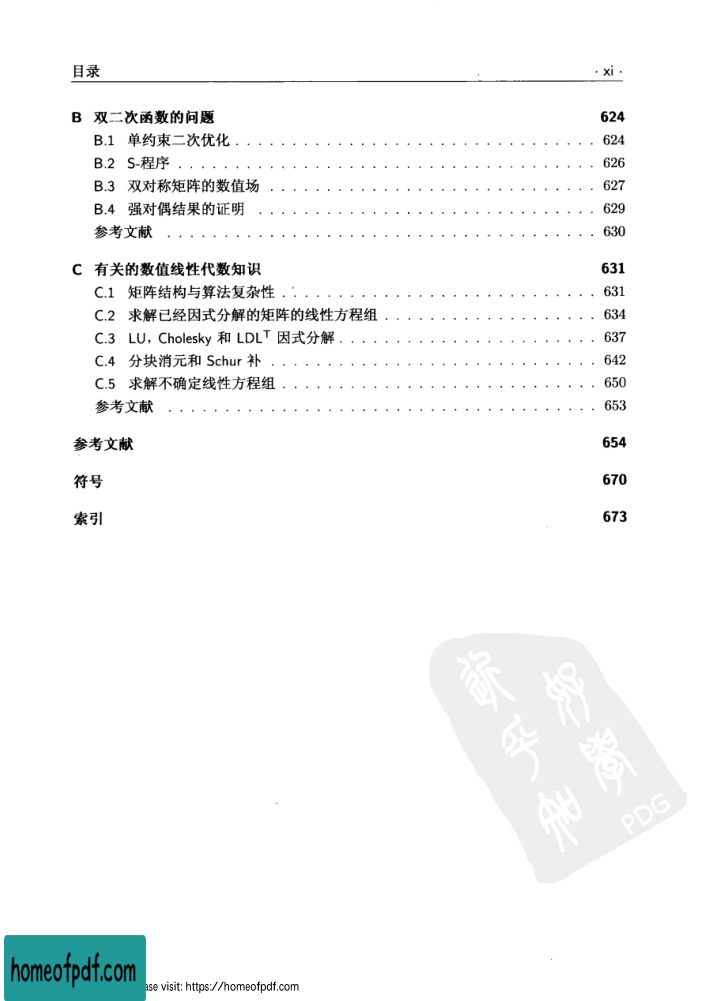 目录 · xi ·
B 双二次函数的问题 624
B.1 单约束二次优化 . . . . . . . . . . . . . . . . . . . . . . . . . . . . . . . 624
B.2 S-程序 . . . . . . . . . . . . . . . . . . . . . . . . . . . . . . . . . . . . 626
B.3 双对称矩阵的数值场 . . . . . . . . . . . . . . . . . . . . . . . . . . . . 627
B.4 强对偶结果的证明 . . . . . . . . . . . . . . . . . . . . . . . . . . . . . 629
参考文献 . . . . . . . . . . . . . . . . . . . . . . . . . . . . . . . . . . . . . 630
C 有关的数值线性代数知识 631
C.1 矩阵结构与算法复杂性 . . . . . . . . . . . . . . . . . . . . . . . . . . . 631
C.2 求解已经因式分解的矩阵的线性方程组 . . . . . . . . . . . . . . . . . . . 634
C.3 LU，Cholesky 和 LDLᵀ 因式分解 . . . . . . . . . . . . . . . . . . . . . . 637
C.4 分块消元和 Schur 补 . . . . . . . . . . . . . . . . . . . . . . . . . . . . 642
C.5 求解不确定线性方程组 . . . . . . . . . . . . . . . . . . . . . . . . . . . 650
参考文献 . . . . . . . . . . . . . . . . . . . . . . . . . . . . . . . . . . . . . 653
参考文献 654
符号 670
索引 673
PDG
homeofpdf.com
visit: https://homeofpdf.com